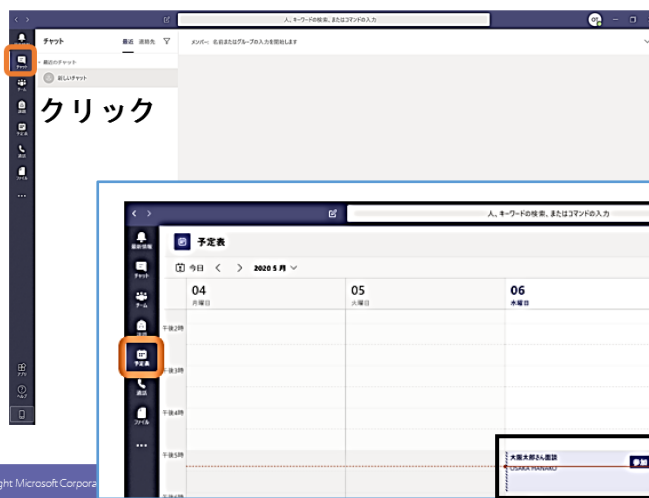 人、キーワードの検索、またはコマンドの入力
OT
チャット
最近 連絡先
メンバー: 名前またはグループの入力を開始します
チャット
最近のチャット
新しいチャット
チーム
クリック
予定表
通話
ファイル
アプリ
ヘルプ
人、キーワードの検索、またはコマンドの入力
最新情報
予定表
チャット
今日 2020 5月
04 05 06
月曜日 火曜日 水曜日
チーム
午後2時
予定表
午後3時
通話
午後4時
ファイル
午後5時
大阪太郎さん面談 参加
OSAKA HANAKO
午後6時
ght Microsoft Corpora